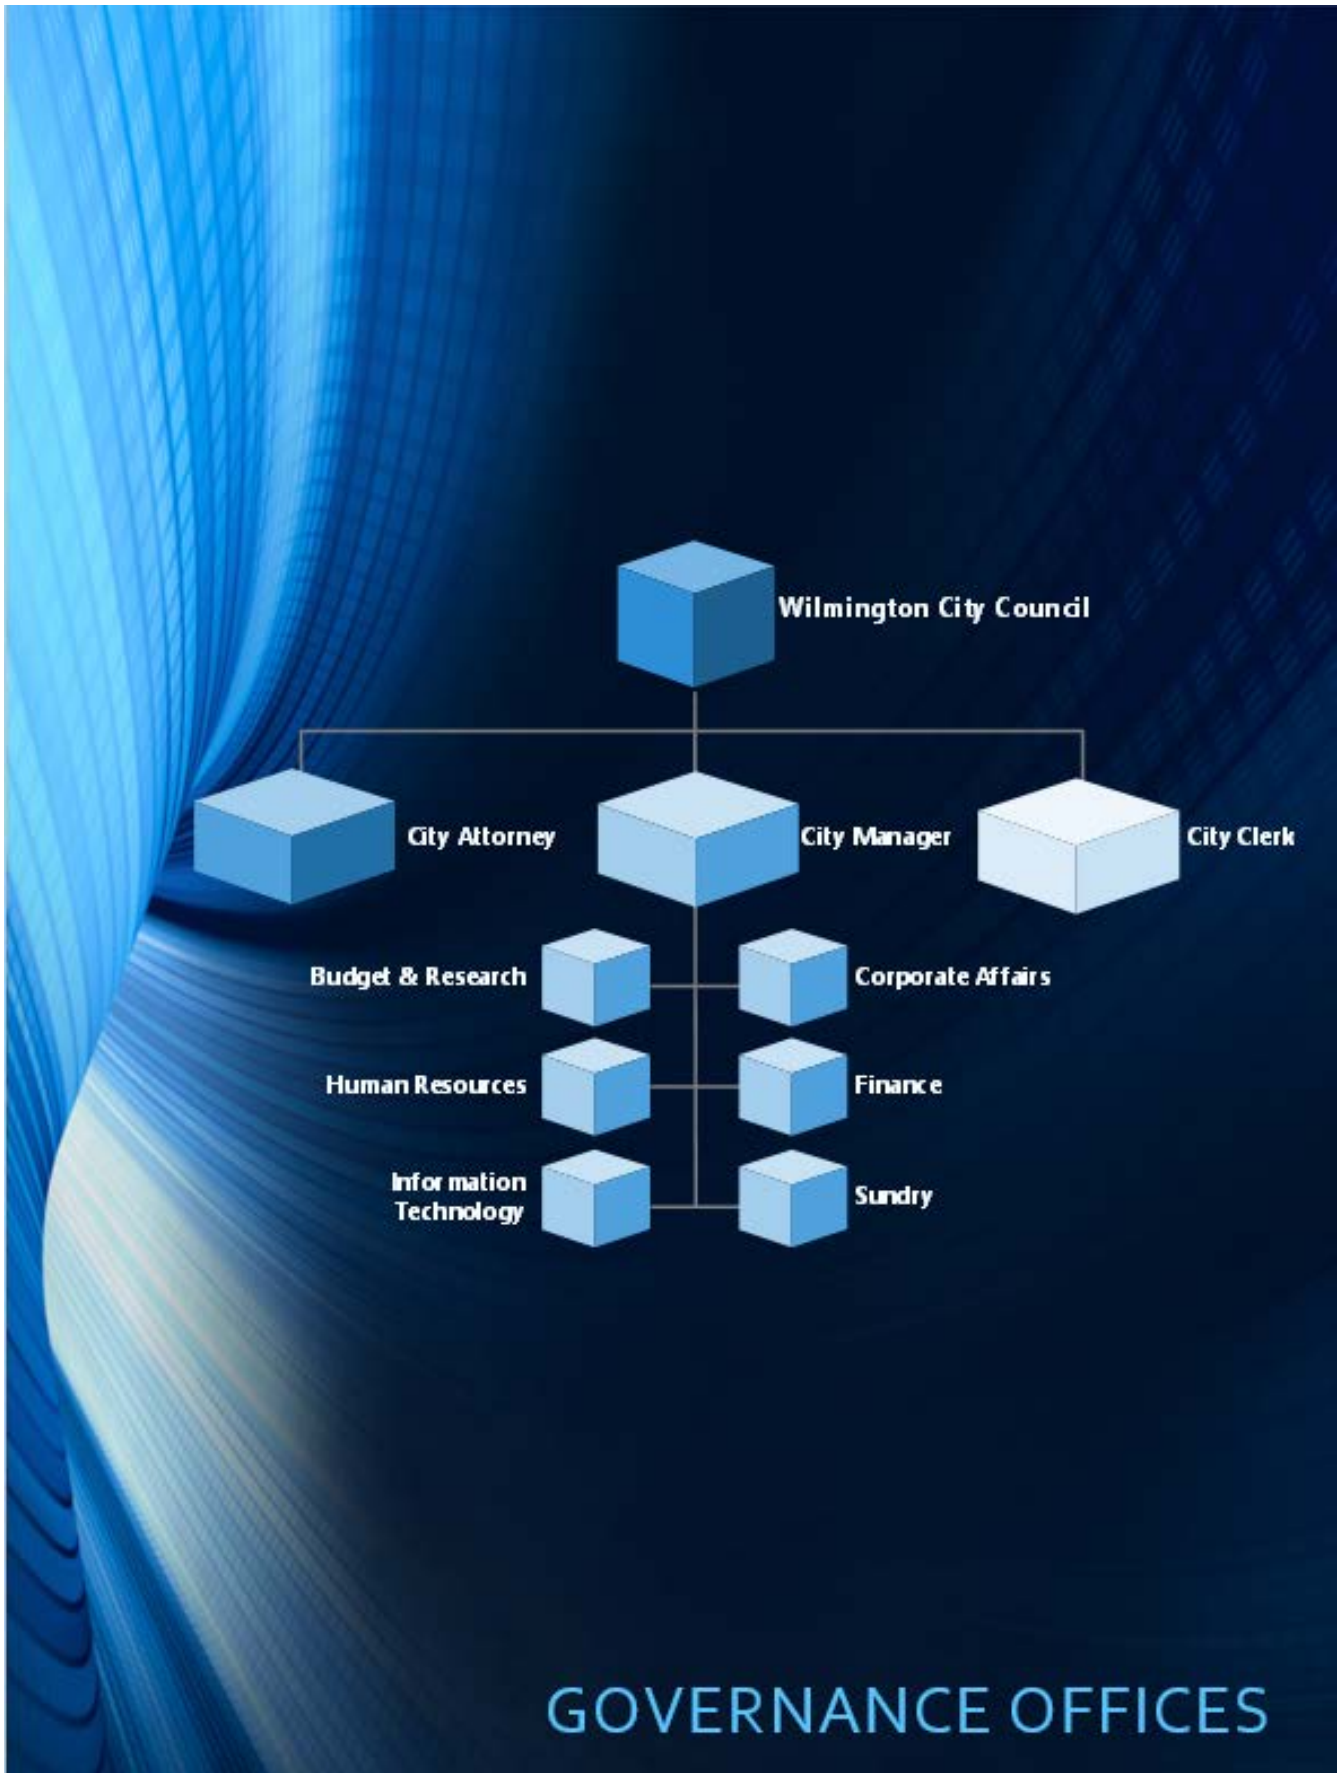 Wilmington City Council
City Attorney
City Manager
City Clerk
Budget & Research
Corporate Affairs
Human Resources
Finance
Information
Technology
Sundry
GOVERNANCE OFFICES